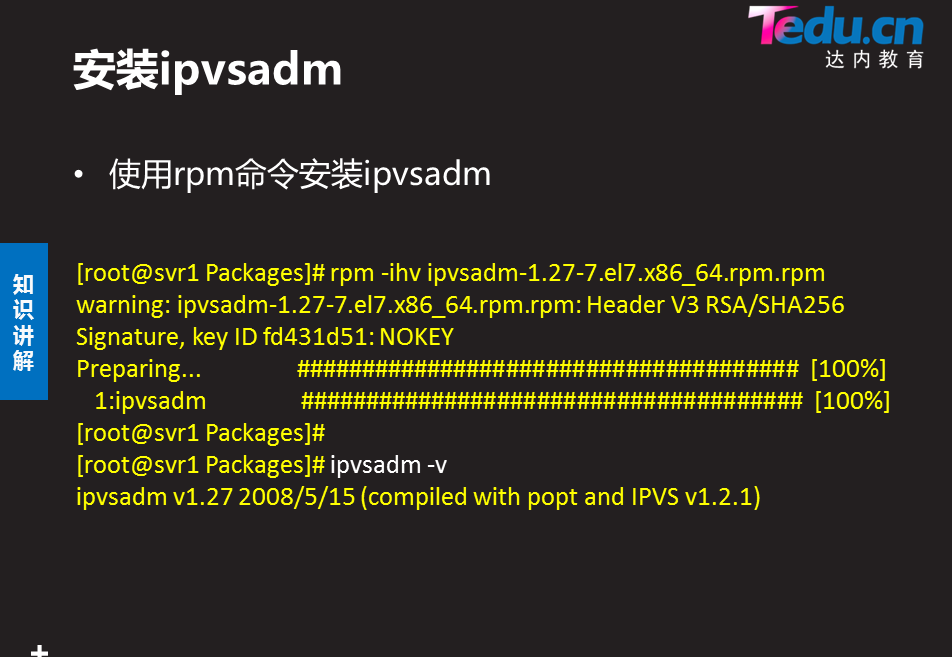 Tedu.cn
达内教育
安装ipvsadm
• 使用rpm命令安装ipvsadm
知识讲解
[root@svr1 Packages]# rpm -ihv ipvsadm-1.27-7.el7.x86_64.rpm.rpm
warning: ipvsadm-1.27-7.el7.x86_64.rpm.rpm: Header V3 RSA/SHA256
Signature, key ID fd431d51: NOKEY
Preparing... ####################################### [100%]
1:ipvsadm ####################################### [100%]
[root@svr1 Packages]#
[root@svr1 Packages]# ipvsadm -v
ipvsadm v1.27 2008/5/15 (compiled with popt and IPVS v1.2.1)
+